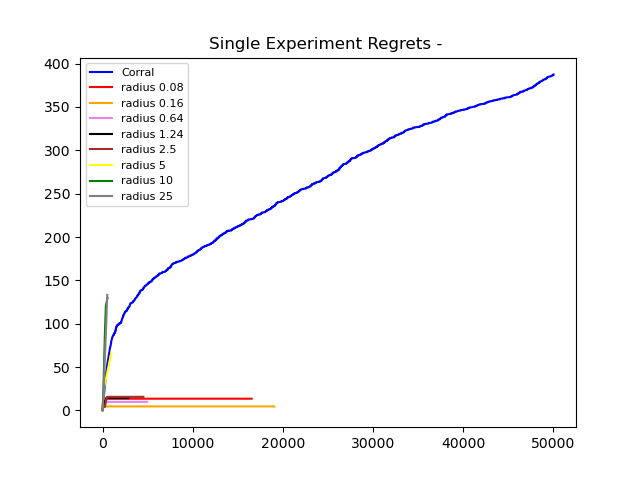 Single Experiment Regrets -
400
350
300
250
200
150
100
50
0
Corral
radius 0.08
radius 0.16
radius 0.64
radius 1.24
radius 2.5
radius 5
radius 10
radius 25
0 10000 20000 30000 40000 50000